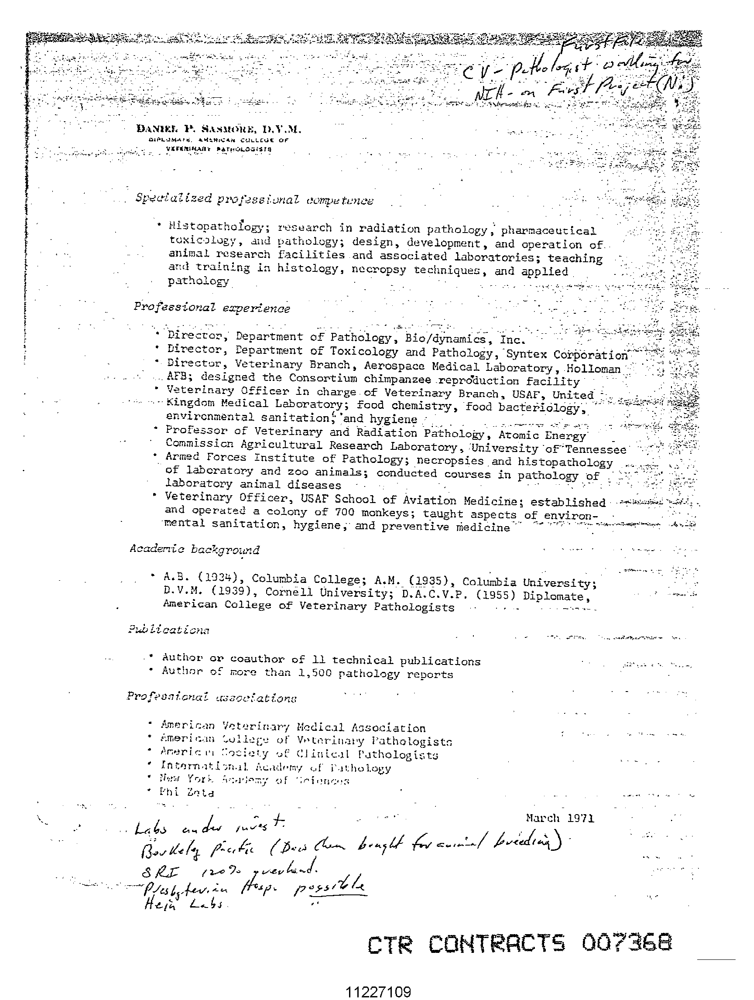 Furst File
CV - Pathologist working for
NIH - on Furst Project (Ni)
DANIEL P. SASMORE, D.V.M.
DIPLOMATE, AMERICAN COLLEGE OF
VETERINARY PATHOLOGISTS
Specialized professional competence
• Histopathology; research in radiation pathology, pharmaceutical
toxicology, and pathology; design, development, and operation of
animal research facilities and associated laboratories; teaching
and training in histology, necropsy techniques, and applied
pathology
Professional experience
• Director, Department of Pathology, Bio/dynamics, Inc.
• Director, Department of Toxicology and Pathology, Syntex Corporation
• Director, Veterinary Branch, Aerospace Medical Laboratory, Holloman
AFB; designed the Consortium chimpanzee reproduction facility
• Veterinary Officer in charge of Veterinary Branch, USAF, United
Kingdom Medical Laboratory; food chemistry, food bacteriology,
environmental sanitation, and hygiene
• Professor of Veterinary and Radiation Pathology, Atomic Energy
Commission Agricultural Research Laboratory, University of Tennessee
• Armed Forces Institute of Pathology; necropsies and histopathology
of laboratory and zoo animals; conducted courses in pathology of
laboratory animal diseases
• Veterinary Officer, USAF School of Aviation Medicine; established
and operated a colony of 700 monkeys; taught aspects of environ-
mental sanitation, hygiene, and preventive medicine
Academic background
• A.B. (1934), Columbia College; A.M. (1935), Columbia University;
D.V.M. (1939), Cornell University; D.A.C.V.P. (1955) Diplomate,
American College of Veterinary Pathologists
Publications
• Author or coauthor of 11 technical publications
• Author of more than 1,500 pathology reports
Professional associations
• American Veterinary Medical Association
• American College of Veterinary Pathologists
• American Society of Clinical Pathologists
• International Academy of Pathology
• New York Academy of Sciences
• Phi Zeta
March 1971
Labs under invest.
Berkeley Pacific (Dow Chem bought for animal breeding)
SRI 120% overhead.
Presbyterian Hosp. possible
Hein Labs.
CTR CONTRACTS 007368
11227109